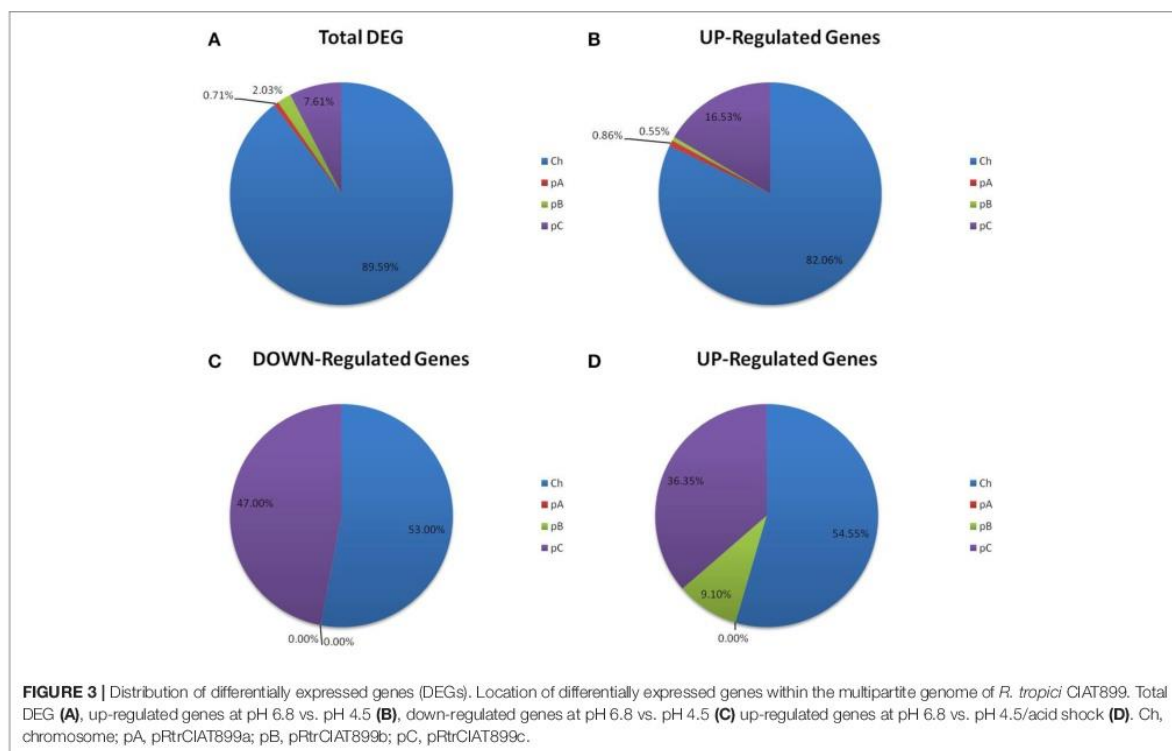 A
Total DEG
0.71%
2.03%
7.61%
89.59%
Ch
pA
pB
pC
B
UP-Regulated Genes
0.86%
0.55%
16.53%
82.06%
Ch
pA
pB
pC
C
DOWN-Regulated Genes
47.00%
53.00%
0.00%
0.00%
Ch
pA
pB
pC
D
UP-Regulated Genes
36.35%
54.55%
9.10%
0.00%
Ch
pA
pB
pC
FIGURE 3 | Distribution of differentially expressed genes (DEGs). Location of differentially expressed genes within the multipartite genome of R. tropici CIAT899. Total
DEG (A), up-regulated genes at pH 6.8 vs. pH 4.5 (B), down-regulated genes at pH 6.8 vs. pH 4.5 (C) up-regulated genes at pH 6.8 vs. pH 4.5/acid shock (D). Ch,
chromosome; pA, pRtrCIAT899a; pB, pRtrCIAT899b; pC, pRtrCIAT899c.